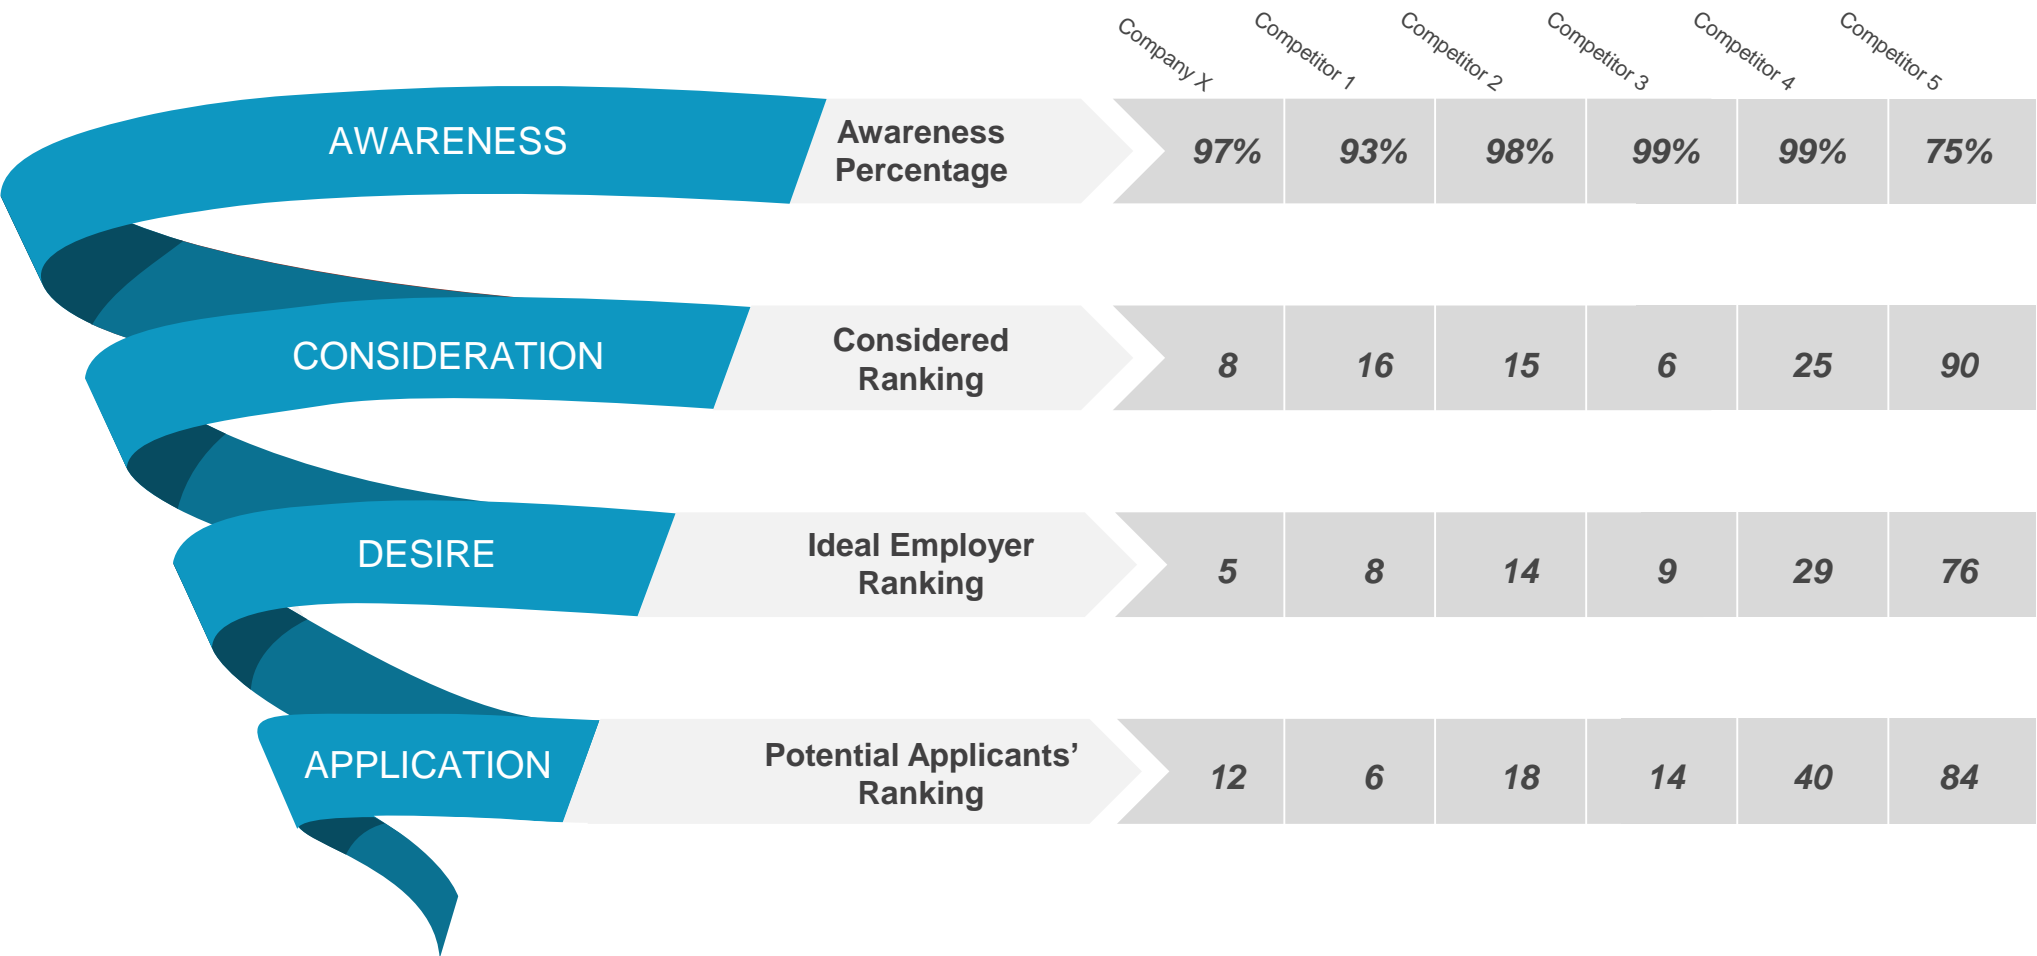 Company X Competitor 1 Competitor 2 Competitor 3 Competitor 4 Competitor 5
AWARENESS
Awareness
Percentage
97% 93% 98% 99% 99% 75%
CONSIDERATION
Considered
Ranking
8 16 15 6 25 90
DESIRE
Ideal Employer
Ranking
5 8 14 9 29 76
APPLICATION
Potential Applicants’
Ranking
12 6 18 14 40 84